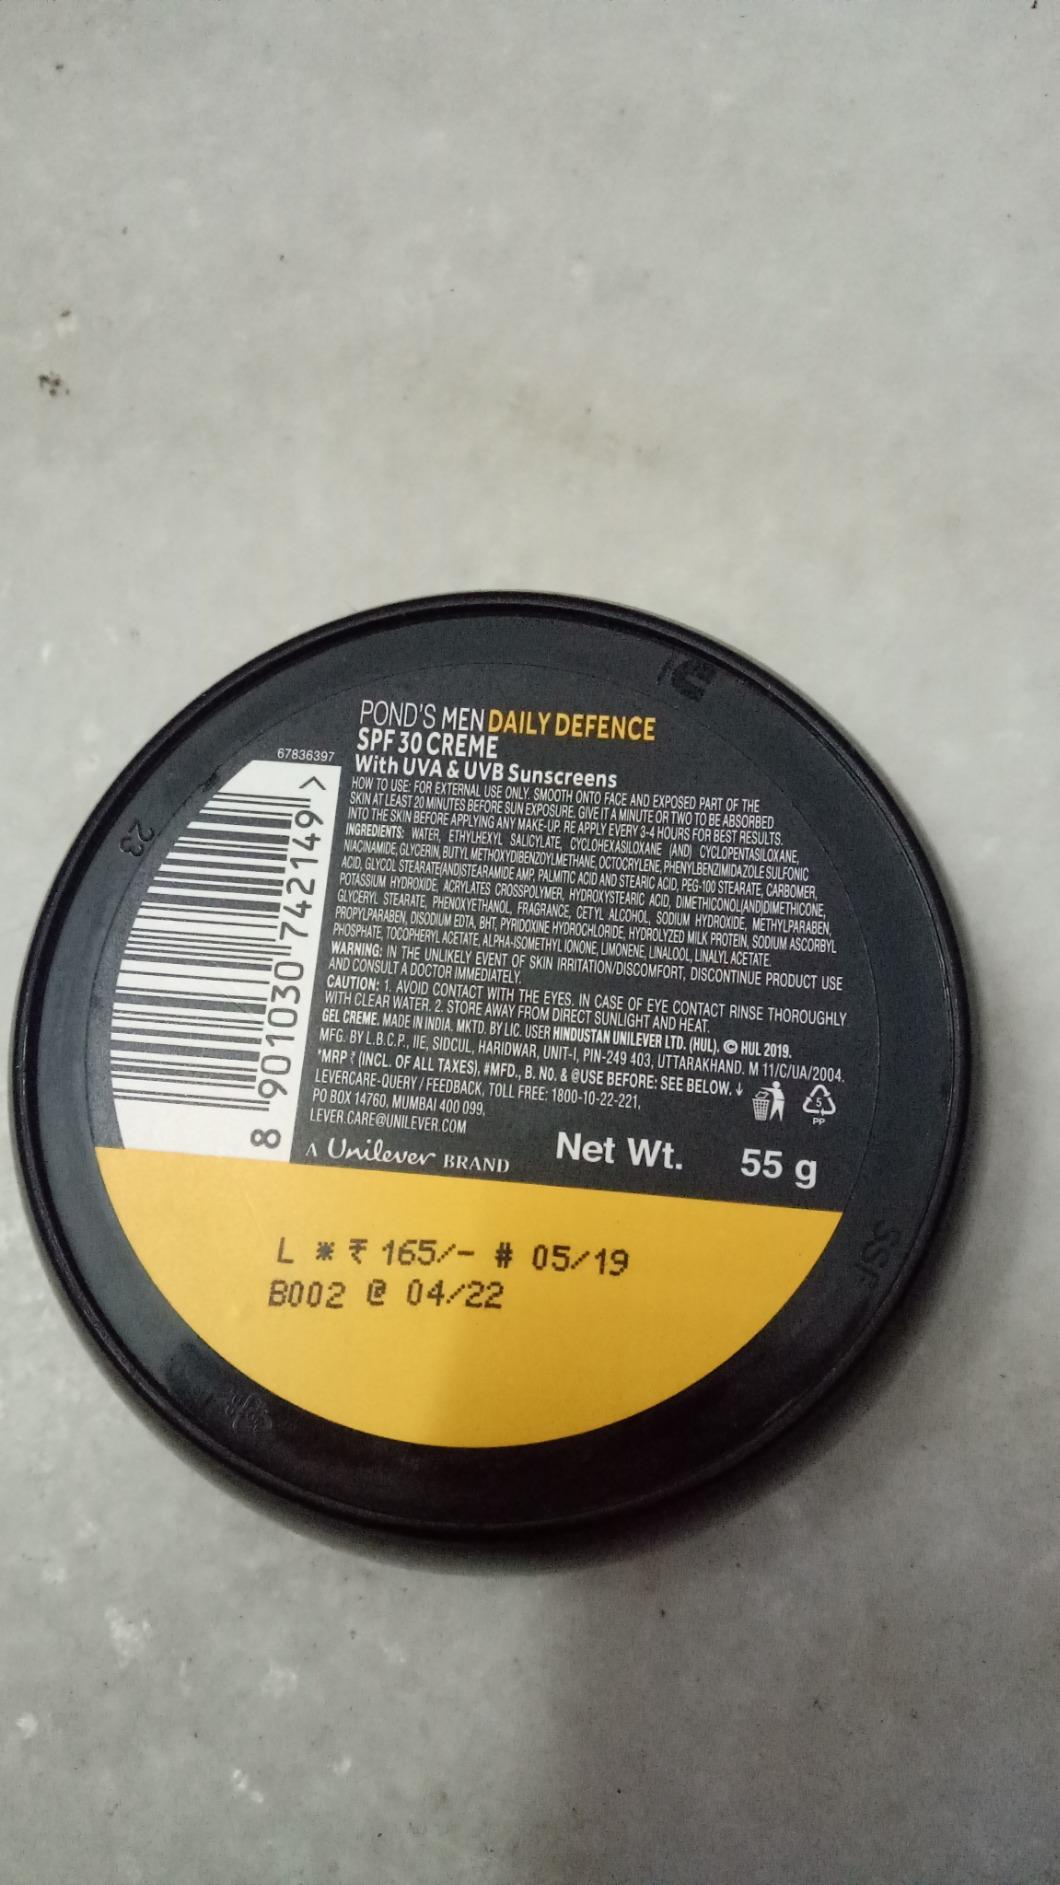 POND'S MEN DAILY DEFENCE
SPF 30 CREME
With UVA & UVB Sunscreens
HOW TO USE: FOR EXTERNAL USE ONLY. SMOOTH ONTO FACE AND EXPOSED PART OF THE
SKIN AT LEAST 20 MINUTES BEFORE SUN EXPOSURE. GIVE IT A MINUTE OR TWO TO BE ABSORBED
INTO THE SKIN BEFORE APPLYING ANY MAKE-UP. RE APPLY EVERY 3-4 HOURS FOR BEST RESULTS.
INGREDIENTS: WATER, ETHYLHEXYL SALICYLATE, CYCLOHEXASILOXANE (AND) CYCLOPENTASILOXANE,
NIACINAMIDE, GLYCERIN, BUTYL METHOXYDIBENZOYLMETHANE, OCTOCRYLENE, PHENYLBENZIMIDAZOLE SULFONIC
ACID, GLYCOL STEARATE(AND)STEARAMIDE AMP, PALMITIC ACID AND STEARIC ACID, PEG-100 STEARATE, CARBOMER,
POTASSIUM HYDROXIDE, ACRYLATES CROSSPOLYMER, HYDROXYSTEARIC ACID, DIMETHICONOL(AND)DIMETHICONE,
GLYCERYL STEARATE, PHENOXYETHANOL, FRAGRANCE, CETYL ALCOHOL, SODIUM HYDROXIDE, METHYLPARABEN,
PROPYLPARABEN, DISODIUM EDTA, BHT, PYRIDOXINE HYDROCHLORIDE, HYDROLYZED MILK PROTEIN, SODIUM ASCORBYL
PHOSPHATE, TOCOPHERYL ACETATE, ALPHA-ISOMETHYL IONONE, LIMONENE, LINALOOL, LINALYL ACETATE.
WARNING: IN THE UNLIKELY EVENT OF SKIN IRRITATION/DISCOMFORT, DISCONTINUE PRODUCT USE
AND CONSULT A DOCTOR IMMEDIATELY.
CAUTION: 1. AVOID CONTACT WITH THE EYES. IN CASE OF EYE CONTACT RINSE THOROUGHLY
WITH CLEAR WATER. 2. STORE AWAY FROM DIRECT SUNLIGHT AND HEAT.
GEL CREME. MADE IN INDIA. MKTD. BY LIC. USER HINDUSTAN UNILEVER LTD. (HUL), © HUL 2019.
MFG. BY L.B.C.P., IIE, SIDCUL, HARIDWAR, UNIT-I, PIN-249 403, UTTARAKHAND. M 11/C/UA/2004.
*MRP ₹ (INCL. OF ALL TAXES), #MFD., B. NO. & @USE BEFORE: SEE BELOW. ↓
LEVERCARE-QUERY / FEEDBACK, TOLL FREE: 1800-10-22-221,
PO BOX 14760, MUMBAI 400 099,
LEVER.CARE@UNILEVER.COM
A Unilever BRAND
Net Wt. 55 g
5
PP
67836397
8 901030 742149 >
L * ₹ 165/- # 05/19
B002 @ 04/22
23
SSF